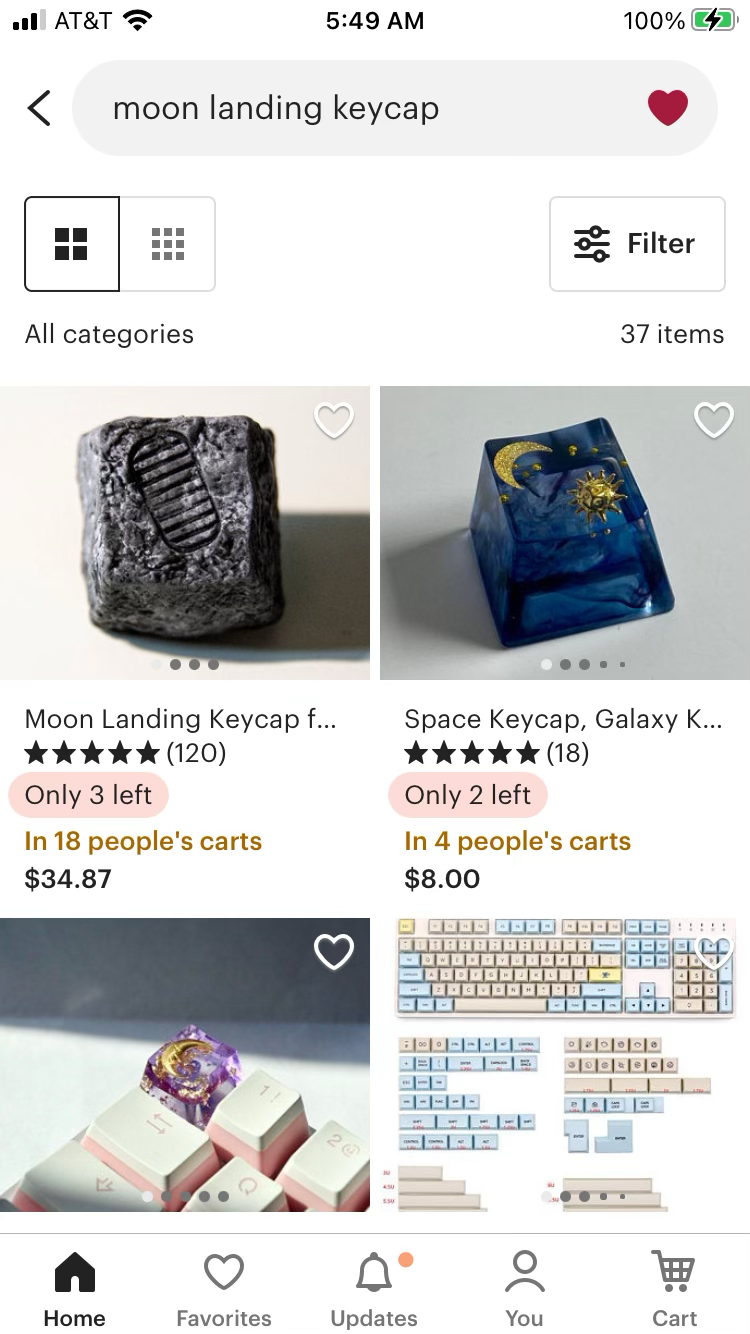 AT&T 5:49 AM 100%
moon landing keycap
Filter
All categories 37 items
Moon Landing Keycap f...
(120)
Only 3 left
In 18 people's carts
$34.87
Space Keycap, Galaxy K...
(18)
Only 2 left
In 4 people's carts
$8.00
Home Favorites Updates You Cart